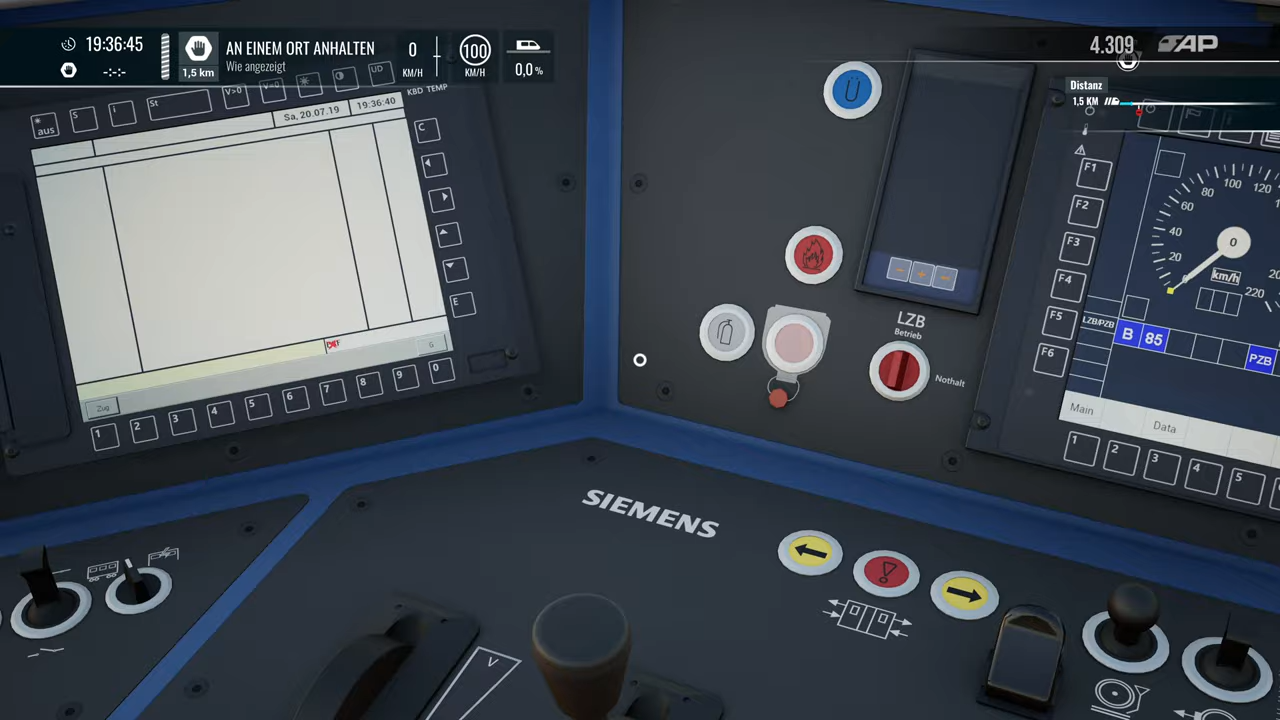 19:36:45
--:--:--
1,5 km
AN EINEM ORT ANHALTEN
Wie angezeigt
0
KM/H
100
KM/H
0,0 %
4.309
AP
Distanz
1,5 KM
aus
S
I
St
V>0
V=0
UD
KBD TEMP
Sa, 20.07.19
19:36:40
C
E
G
Zug
1 2 3 4 5 6 7 8 9 0
Ü
LZB
Betrieb
Nothalt
F1
F2
F3
F4
F5
F6
20 40 60 80 100 120
220
0
km/h
LZB/PZB
B 85
PZB
Main
Data
1 2 3 4 5
SIEMENS
V